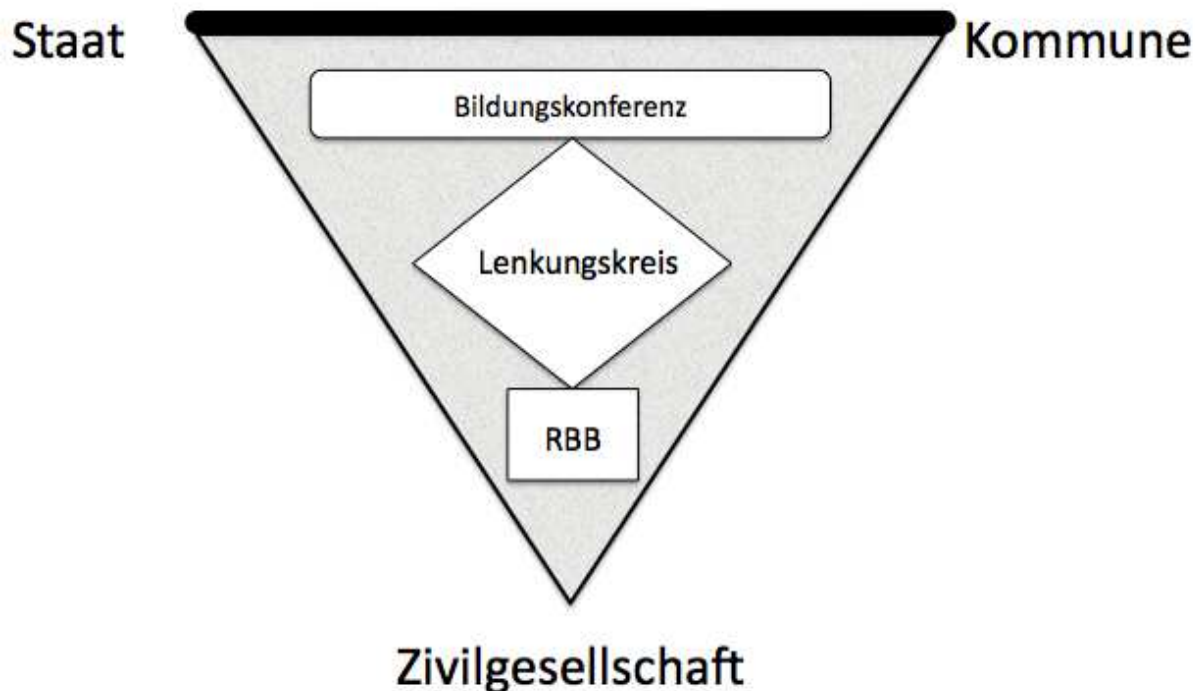 Staat
Kommune
Bildungskonferenz
Lenkungskreis
RBB
Zivilgesellschaft